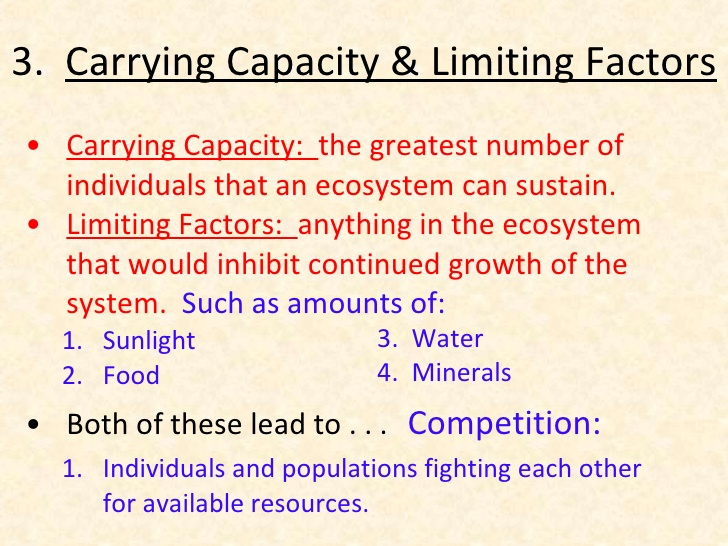 3. Carrying Capacity & Limiting Factors
• Carrying Capacity: the greatest number of
individuals that an ecosystem can sustain.
• Limiting Factors: anything in the ecosystem
that would inhibit continued growth of the
system. Such as amounts of:
1. Sunlight
2. Food
3. Water
4. Minerals
• Both of these lead to . . . Competition:
1. Individuals and populations fighting each other
for available resources.